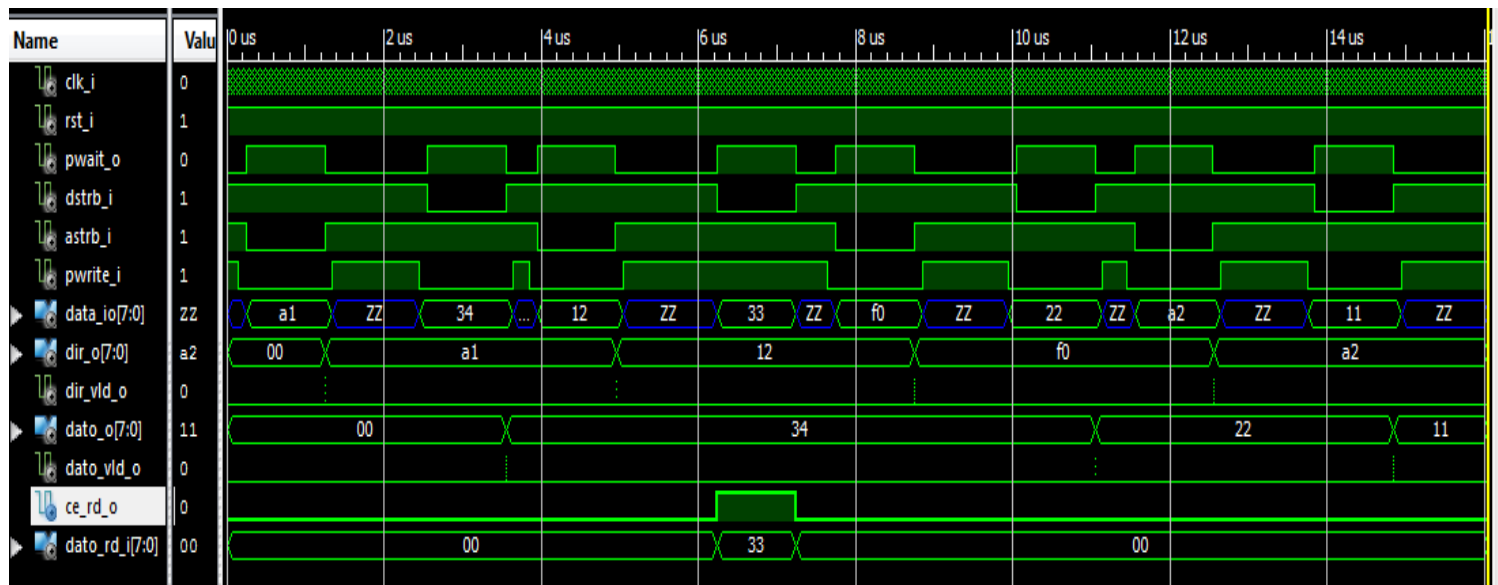 Name Valu |0 us |2 us |4 us |6 us |8 us |10 us |12 us |14 us
clk_i 0
rst_i 1
pwait_o 0
dstrb_i 1
astrb_i 1
pwrite_i 1
data_io[7:0] ZZ a1 ZZ 34 ... 12 ZZ 33 ZZ f0 ZZ 22 ZZ a2 ZZ 11 ZZ
dir_o[7:0] a2 00 a1 12 f0 a2
dir_vld_o 0
dato_o[7:0] 11 00 34 22 11
dato_vld_o 0
ce_rd_o 0
dato_rd_i[7:0] 00 00 33 00